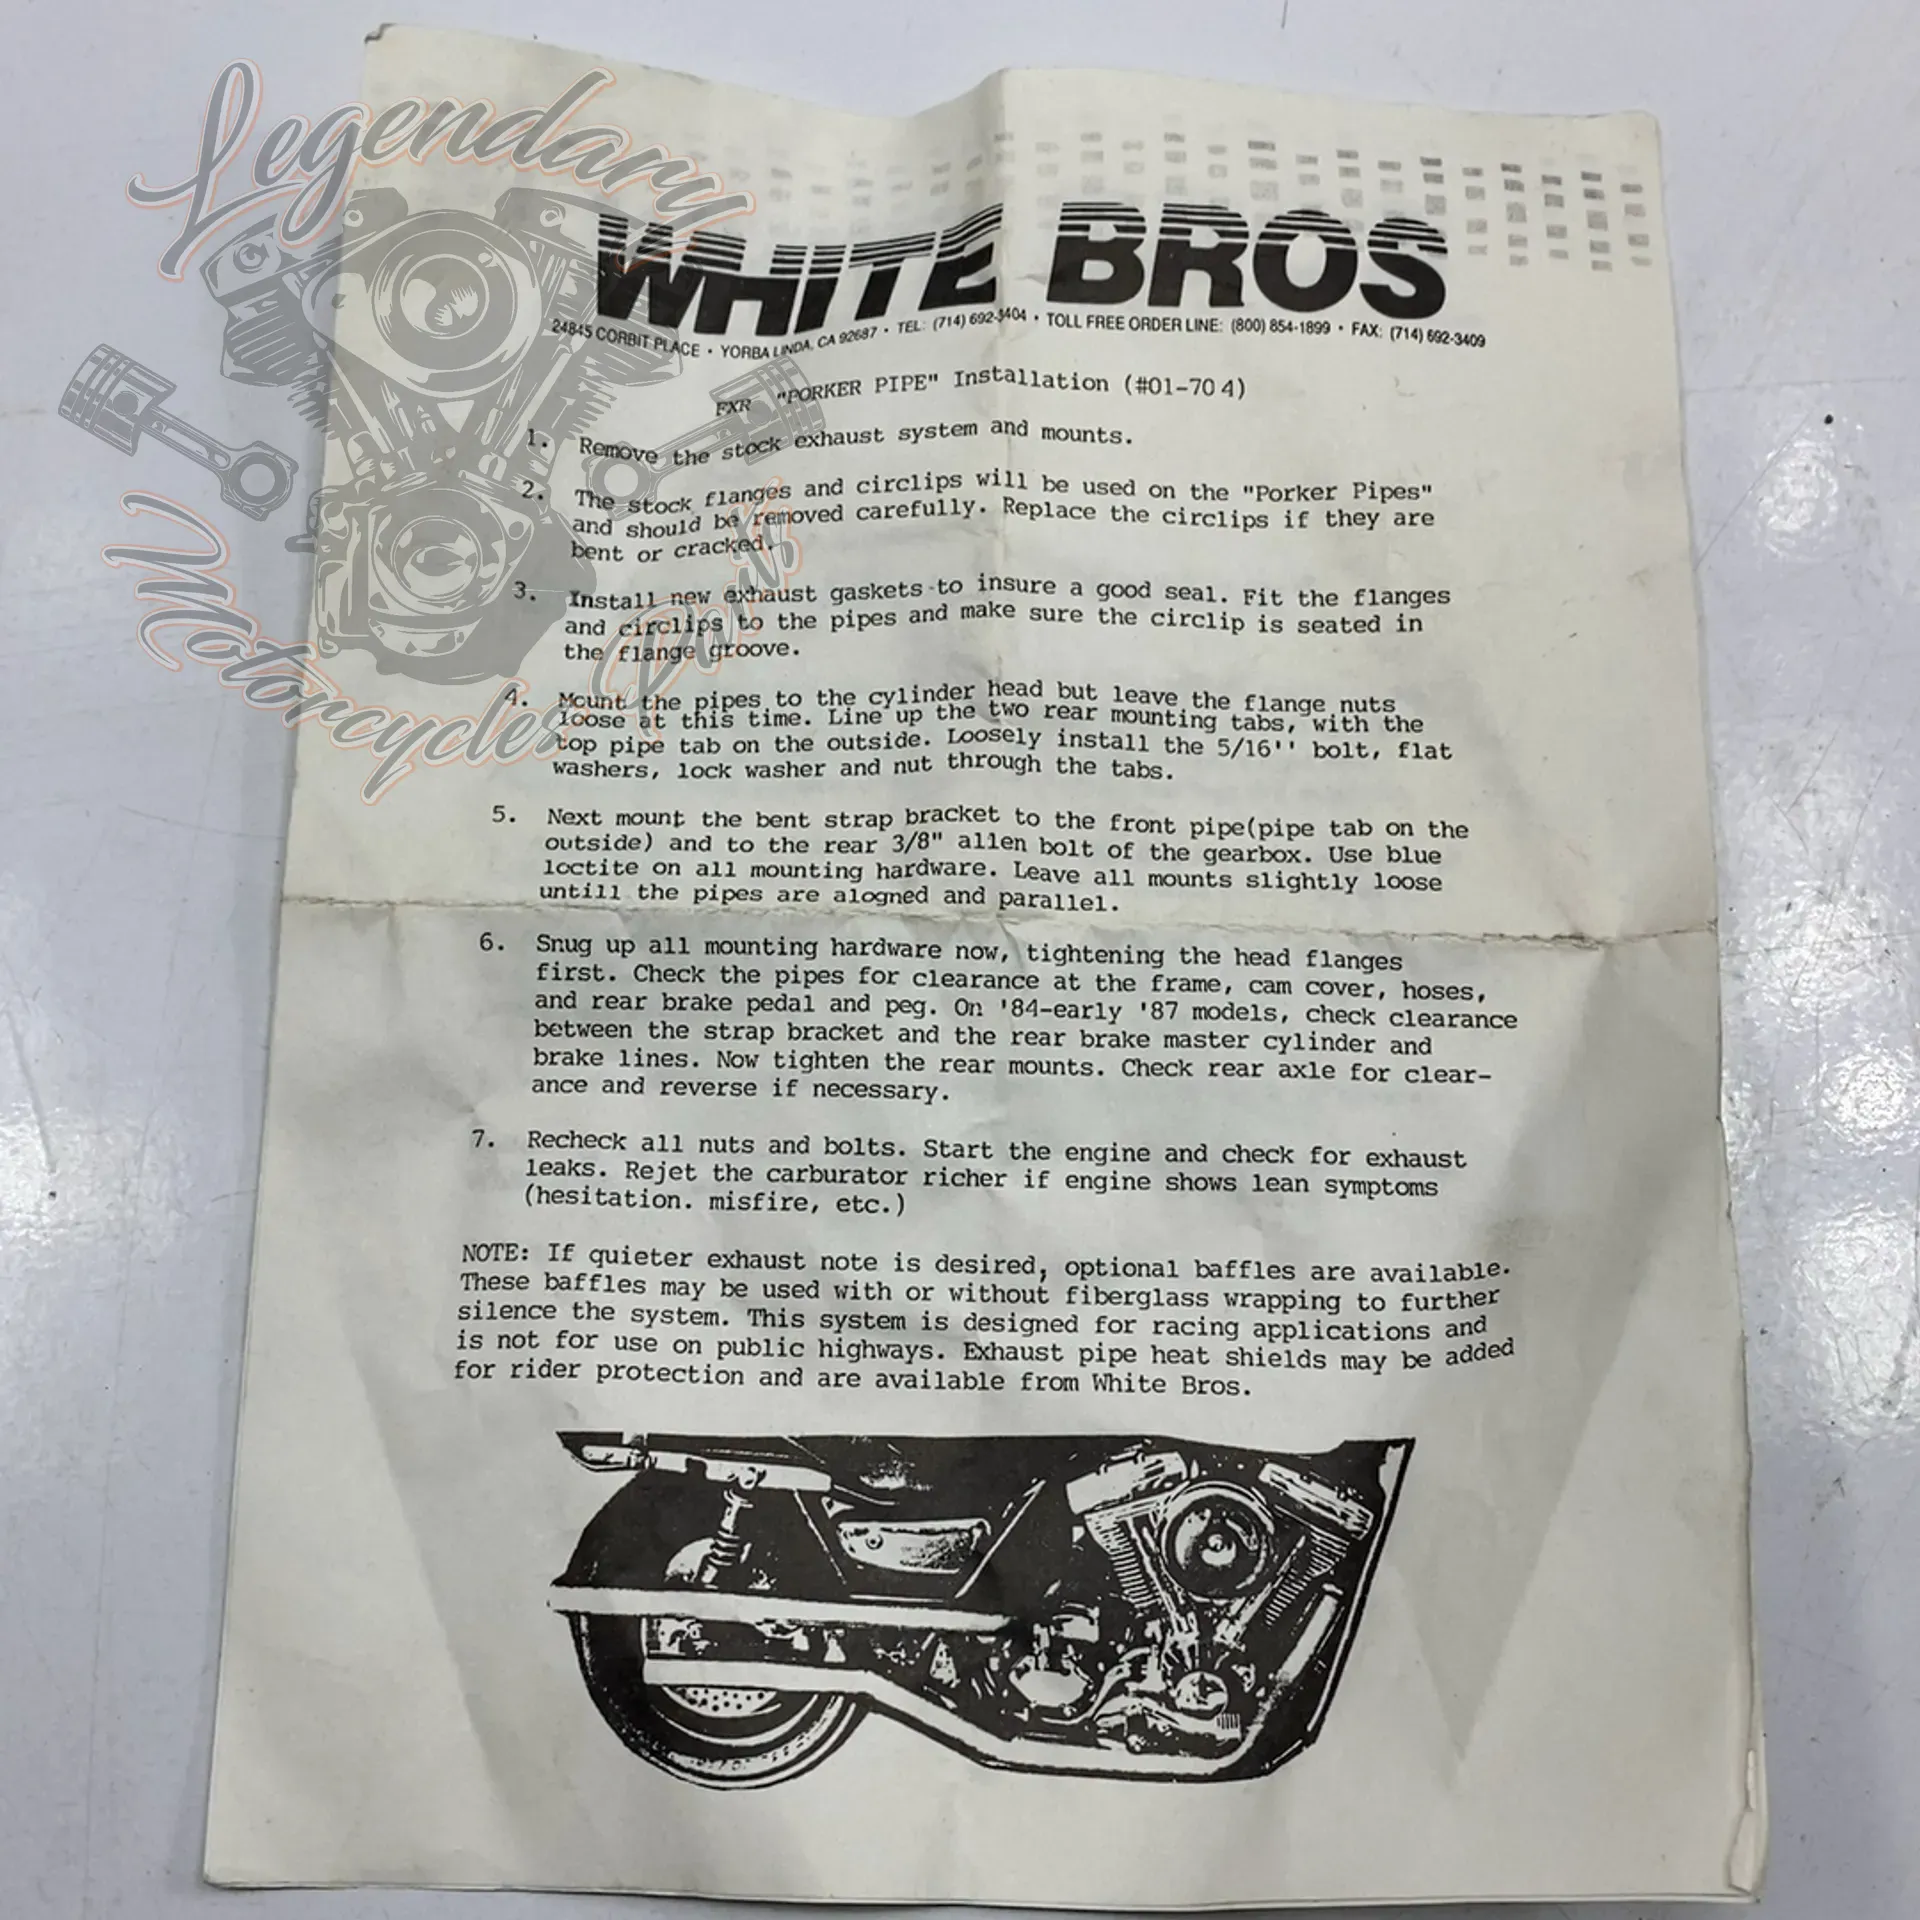 Legendary
Motorcycles Parts
WHITE BROS
24845 CORBIT PLACE • YORBA LINDA, CA 92687 • TEL: (714) 692-3404 • TOLL FREE ORDER LINE: (800) 854-1899 • FAX: (714) 692-3409
FXR "PORKER PIPE" Installation (#01-704)
1. Remove the stock exhaust system and mounts.
2. The stock flanges and circlips will be used on the "Porker Pipes"
and should be removed carefully. Replace the circlips if they are
bent or cracked.
3. Install new exhaust gaskets to insure a good seal. Fit the flanges
and circlips to the pipes and make sure the circlip is seated in
the flange groove.
4. Mount the pipes to the cylinder head but leave the flange nuts
loose at this time. Line up the two rear mounting tabs, with the
top pipe tab on the outside. Loosely install the 5/16'' bolt, flat
washers, lock washer and nut through the tabs.
5. Next mount the bent strap bracket to the front pipe(pipe tab on the
outside) and to the rear 3/8" allen bolt of the gearbox. Use blue
loctite on all mounting hardware. Leave all mounts slightly loose
untill the pipes are alogned and parallel.
6. Snug up all mounting hardware now, tightening the head flanges
first. Check the pipes for clearance at the frame, cam cover, hoses,
and rear brake pedal and peg. On '84-early '87 models, check clearance
between the strap bracket and the rear brake master cylinder and
brake lines. Now tighten the rear mounts. Check rear axle for clear-
ance and reverse if necessary.
7. Recheck all nuts and bolts. Start the engine and check for exhaust
leaks. Rejet the carburator richer if engine shows lean symptoms
(hesitation. misfire, etc.)
NOTE: If quieter exhaust note is desired, optional baffles are available.
These baffles may be used with or without fiberglass wrapping to further
silence the system. This system is designed for racing applications and
is not for use on public highways. Exhaust pipe heat shields may be added
for rider protection and are available from White Bros.